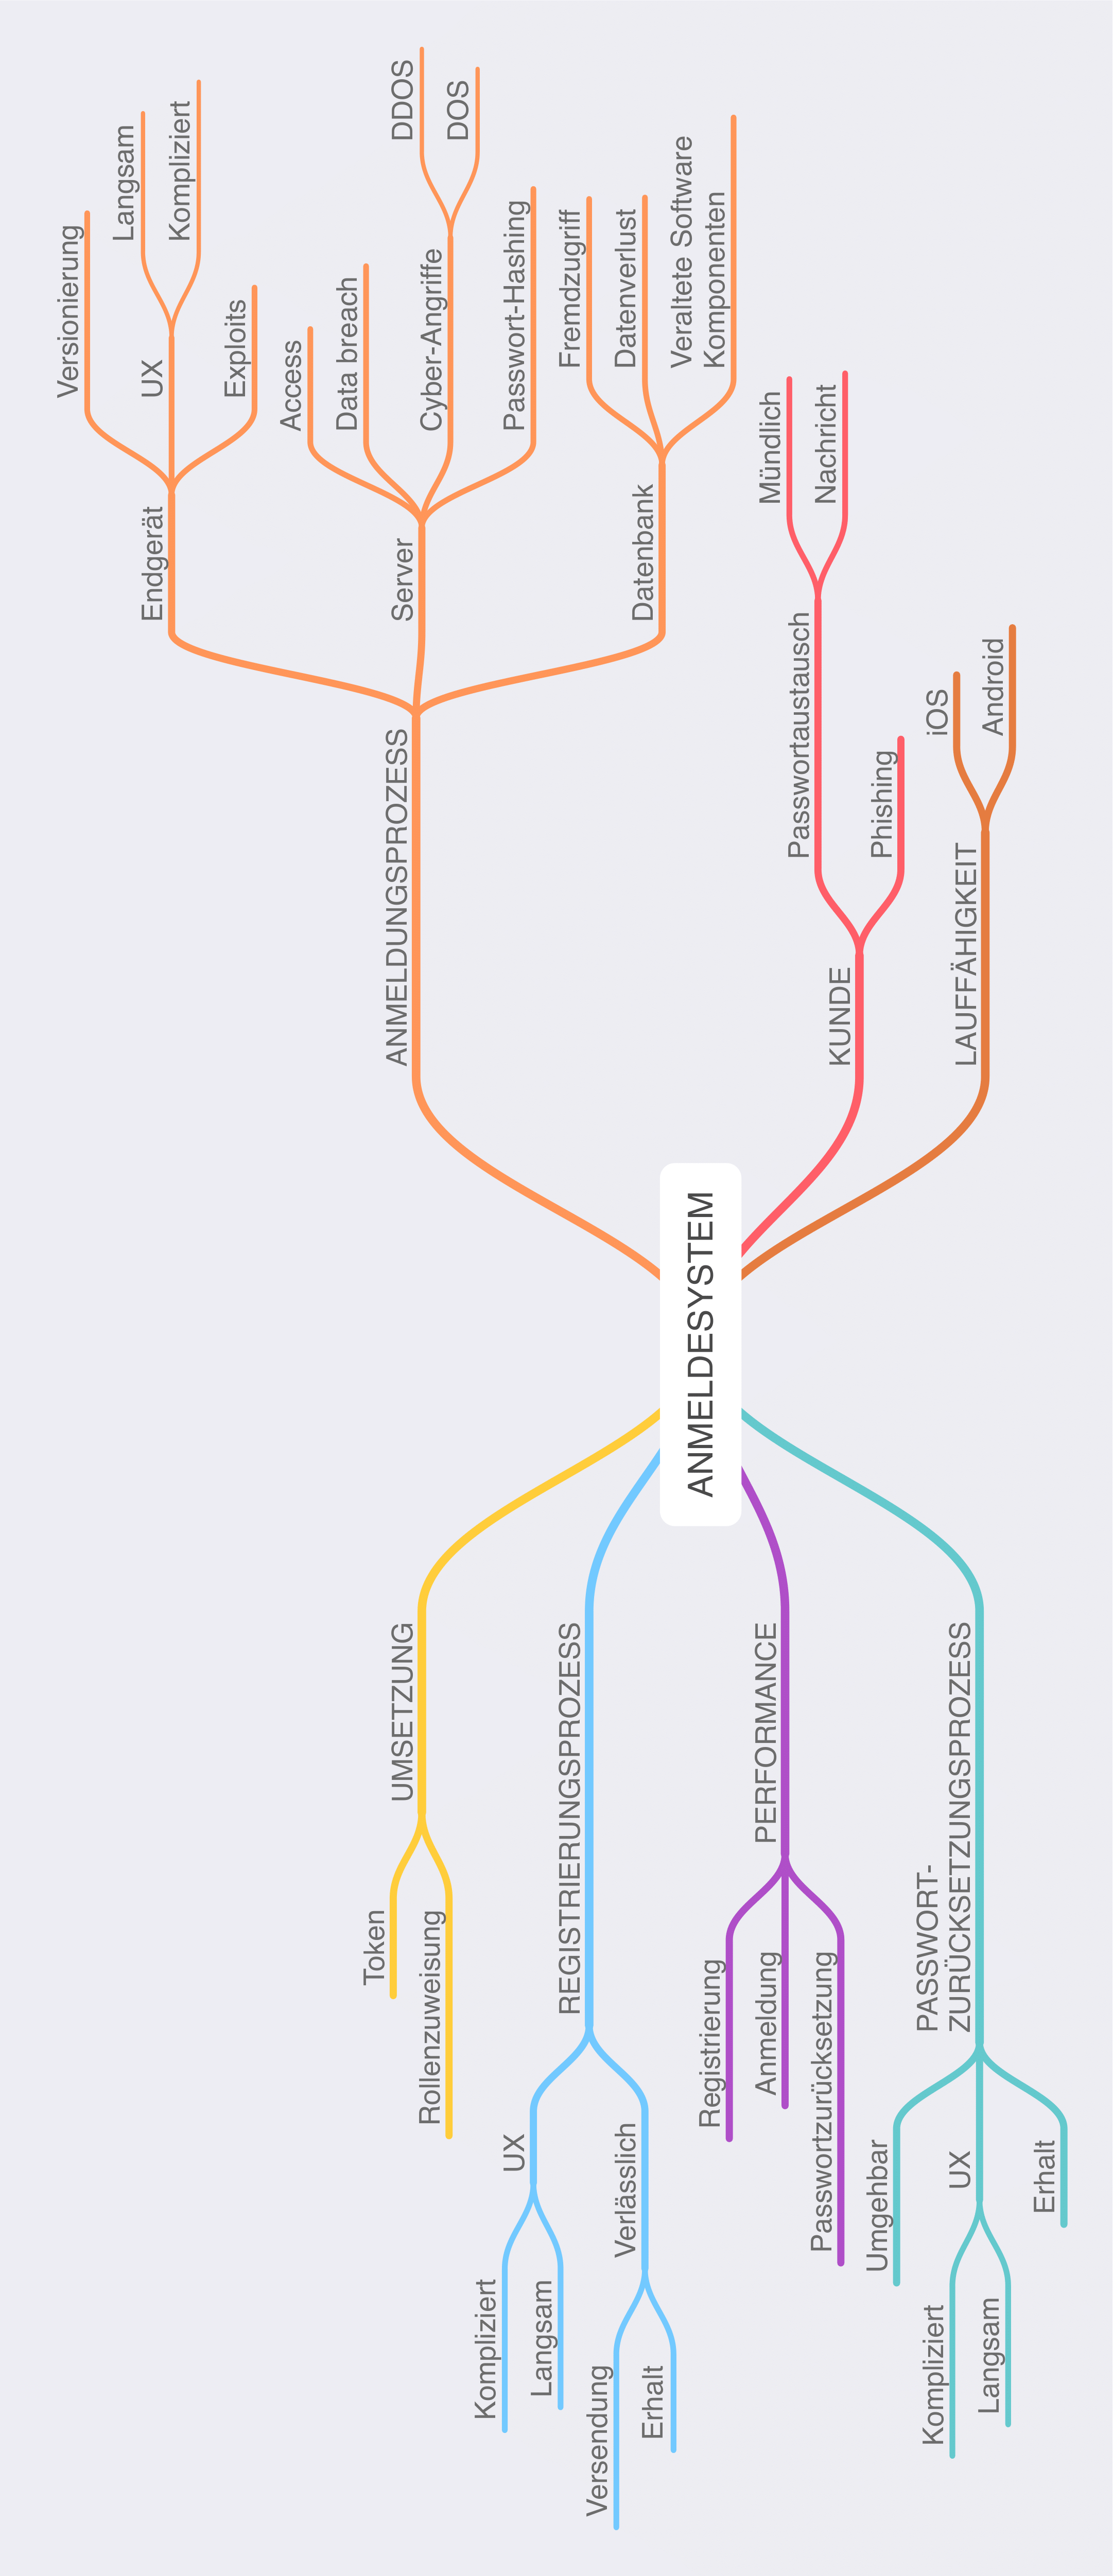 ANMELDESYSTEM
ANMELDUNGSPROZESS
Endgerät
Versionierung
UX
Langsam
Kompliziert
Exploits
Server
Access
Data breach
Cyber-Angriffe
DDOS
DOS
Passwort-Hashing
Datenbank
Fremdzugriff
Datenverlust
Veraltete Software
Komponenten
KUNDE
Passwortaustausch
Mündlich
Nachricht
Phishing
LAUFFÄHIGKEIT
iOS
Android
UMSETZUNG
Token
Rollenzuweisung
REGISTRIERUNGSPROZESS
UX
Kompliziert
Langsam
Verlässlich
Versendung
Erhalt
PERFORMANCE
Registrierung
Anmeldung
Passwortzurücksetzung
PASSWORT-
ZURÜCKSETZUNGSPROZESS
Umgehbar
UX
Kompliziert
Langsam
Erhalt